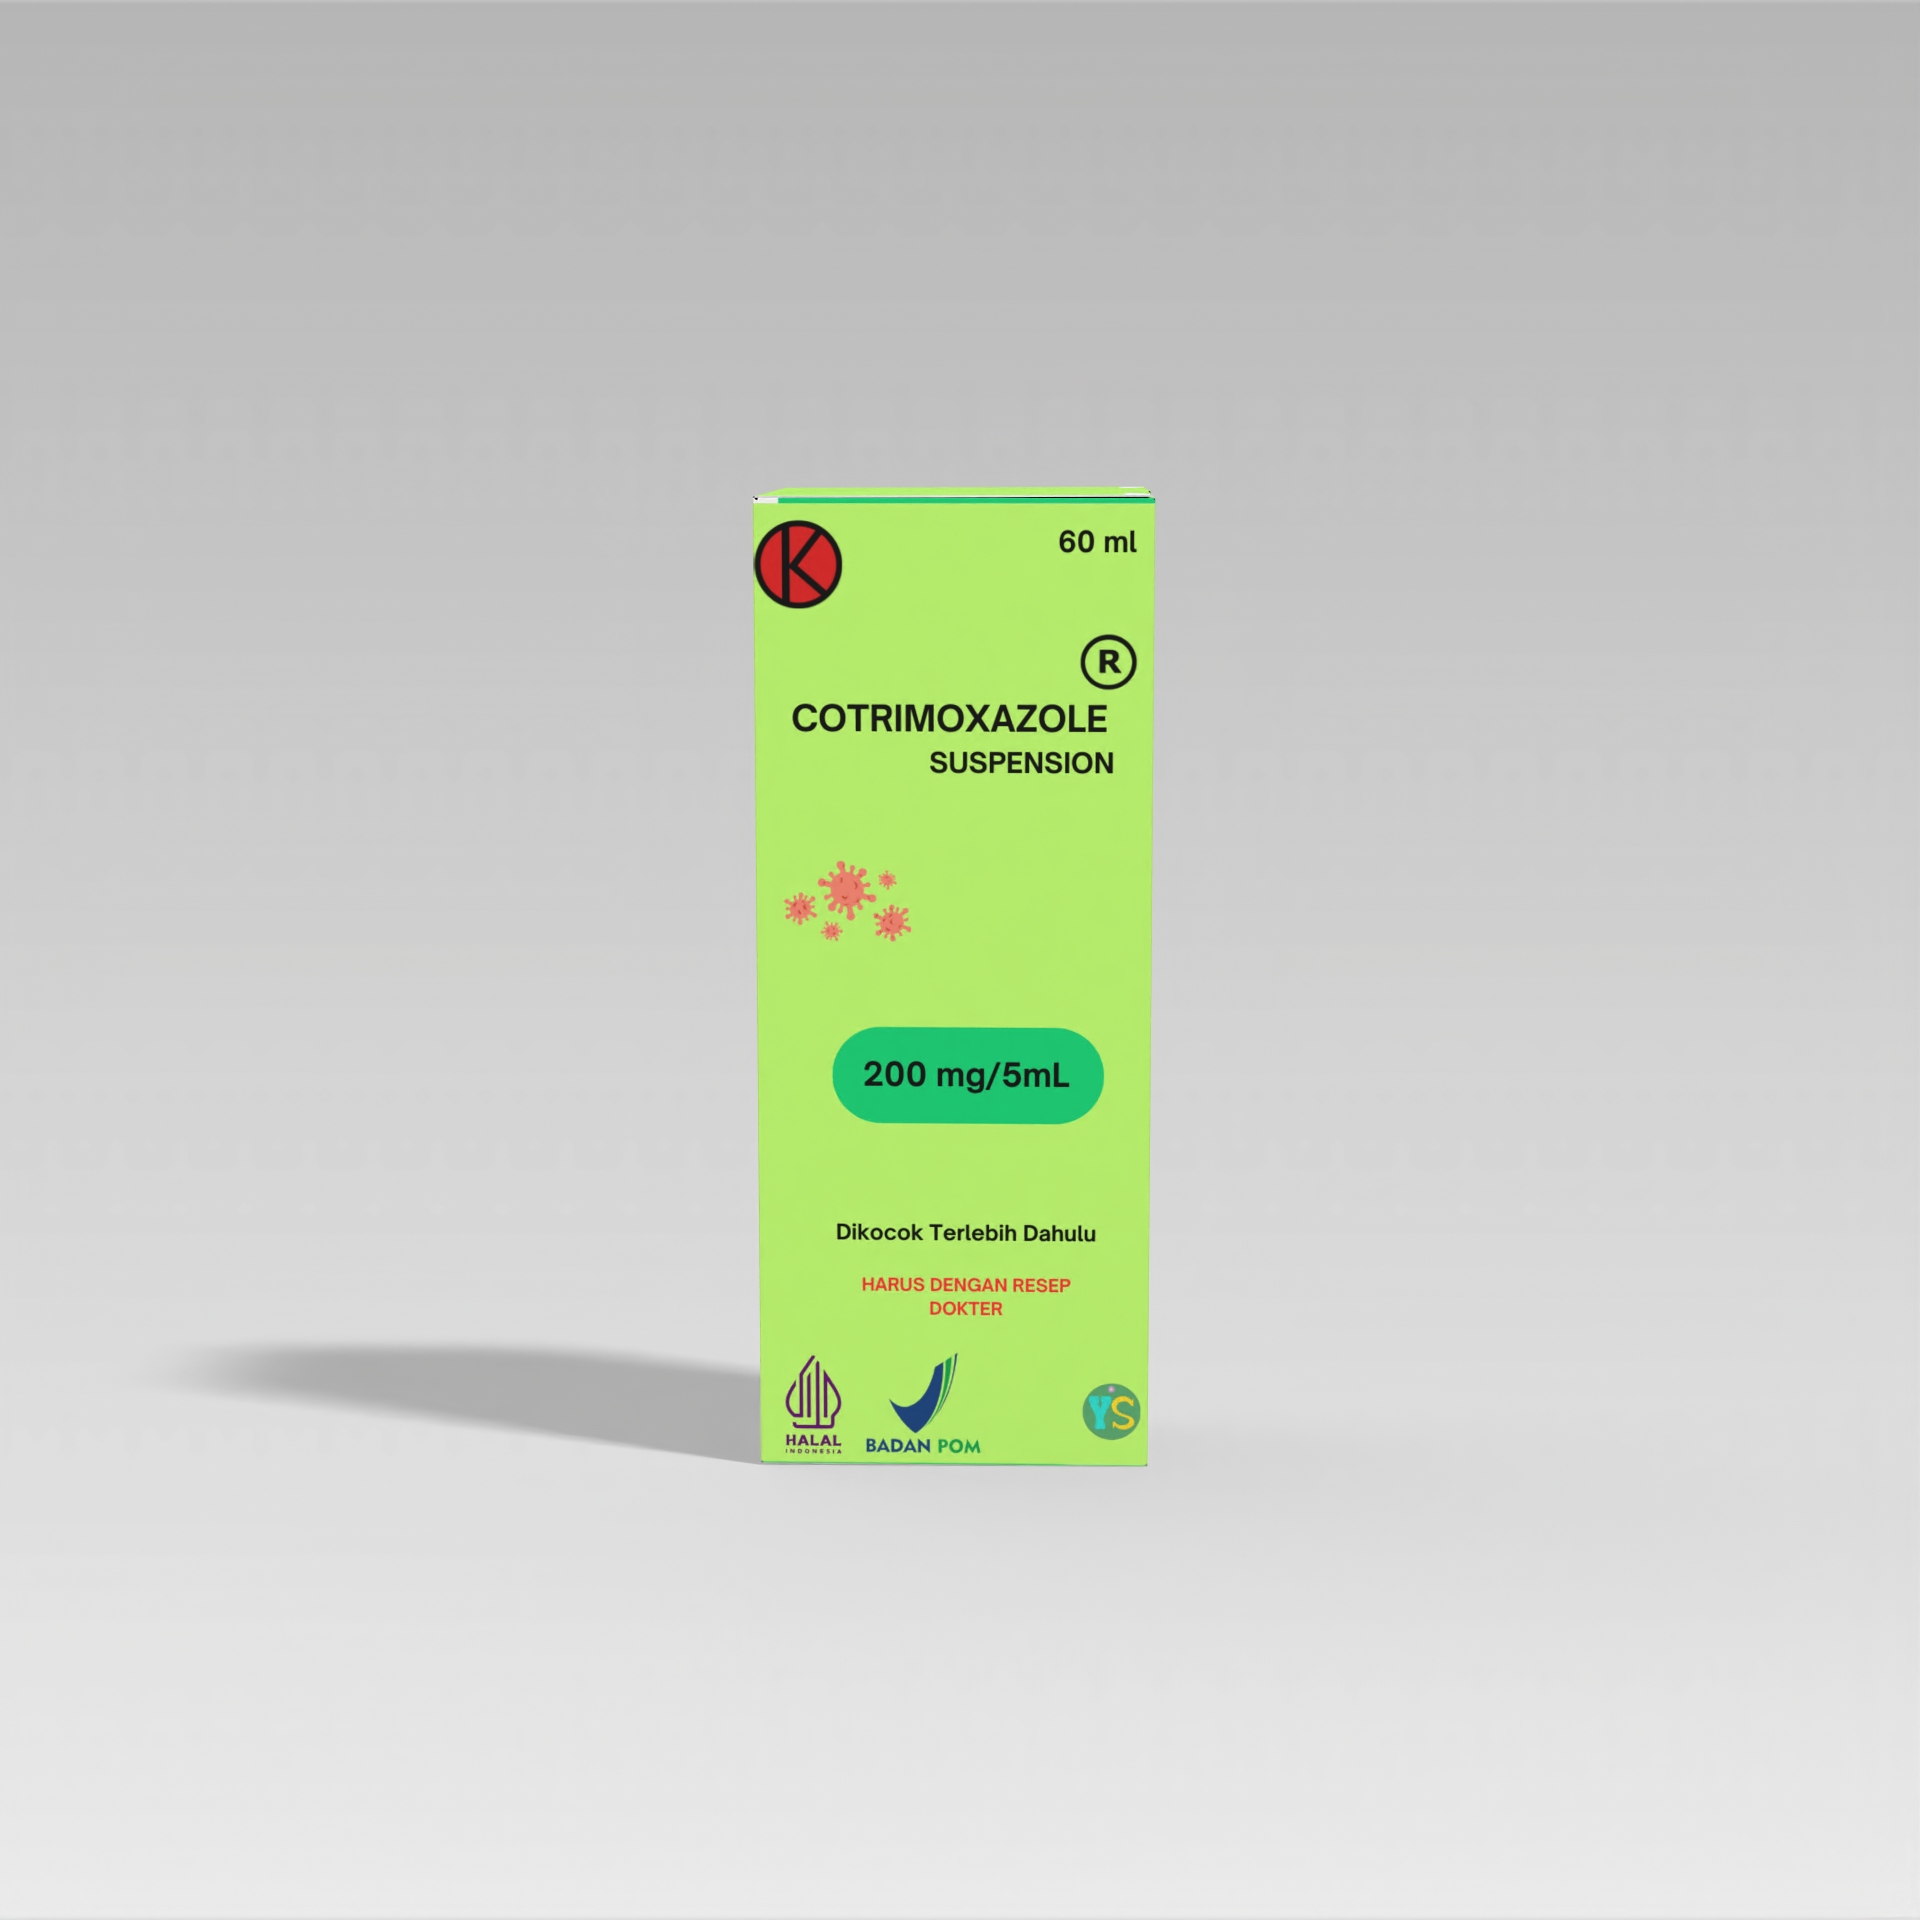 K
60 ml
®
COTRIMOXAZOLE
SUSPENSION
200 mg/5mL
Dikocok Terlebih Dahulu
HARUS DENGAN RESEP
DOKTER
HALAL
INDONESIA
BADAN POM
YS